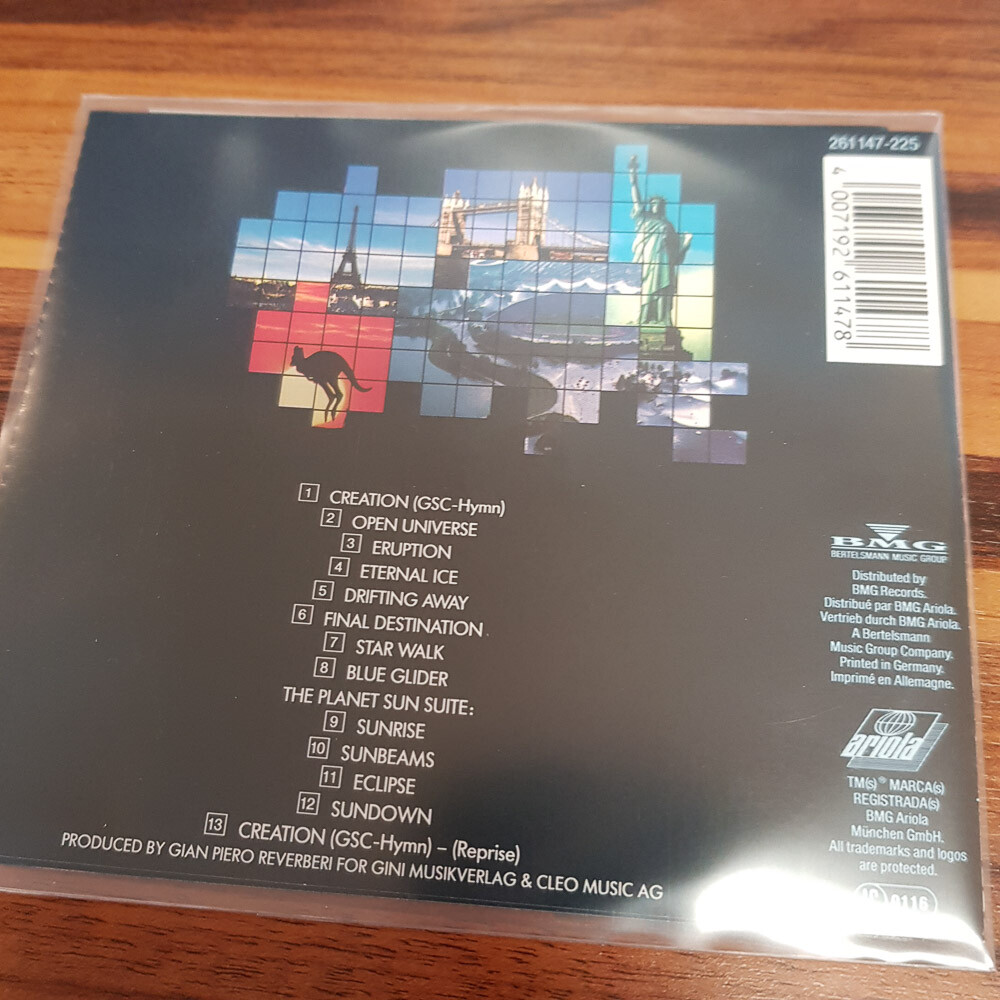 261147-225
4 007192 611478
1 CREATION (GSC-Hymn)
2 OPEN UNIVERSE
3 ERUPTION
4 ETERNAL ICE
5 DRIFTING AWAY
6 FINAL DESTINATION
7 STAR WALK
8 BLUE GLIDER
THE PLANET SUN SUITE:
9 SUNRISE
10 SUNBEAMS
11 ECLIPSE
12 SUNDOWN
13 CREATION (GSC-Hymn) – (Reprise)
PRODUCED BY GIAN PIERO REVERBERI FOR GINI MUSIKVERLAG & CLEO MUSIC AG
BMG
BERTELSMANN MUSIC GROUP
Distributed by
BMG Records.
Distribué par BMG Ariola.
Vertrieb durch BMG Ariola.
A Bertelsmann
Music Group Company.
Printed in Germany.
Imprimé en Allemagne.
ariola
TM(s)® MARCA(s)
REGISTRADA(s)
BMG Ariola
München GmbH.
All trademarks and logos
are protected.
9116